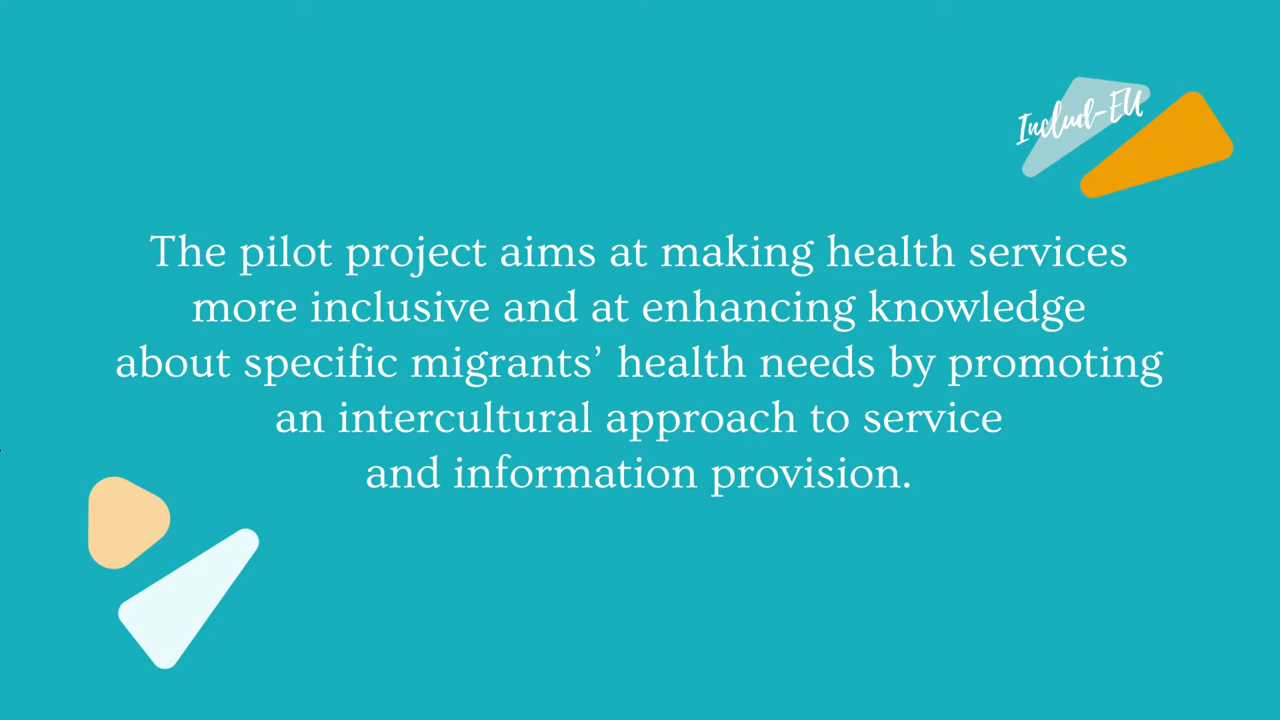 Includ-EU
The pilot project aims at making health services
more inclusive and at enhancing knowledge
about specific migrants’ health needs by promoting
an intercultural approach to service
and information provision.